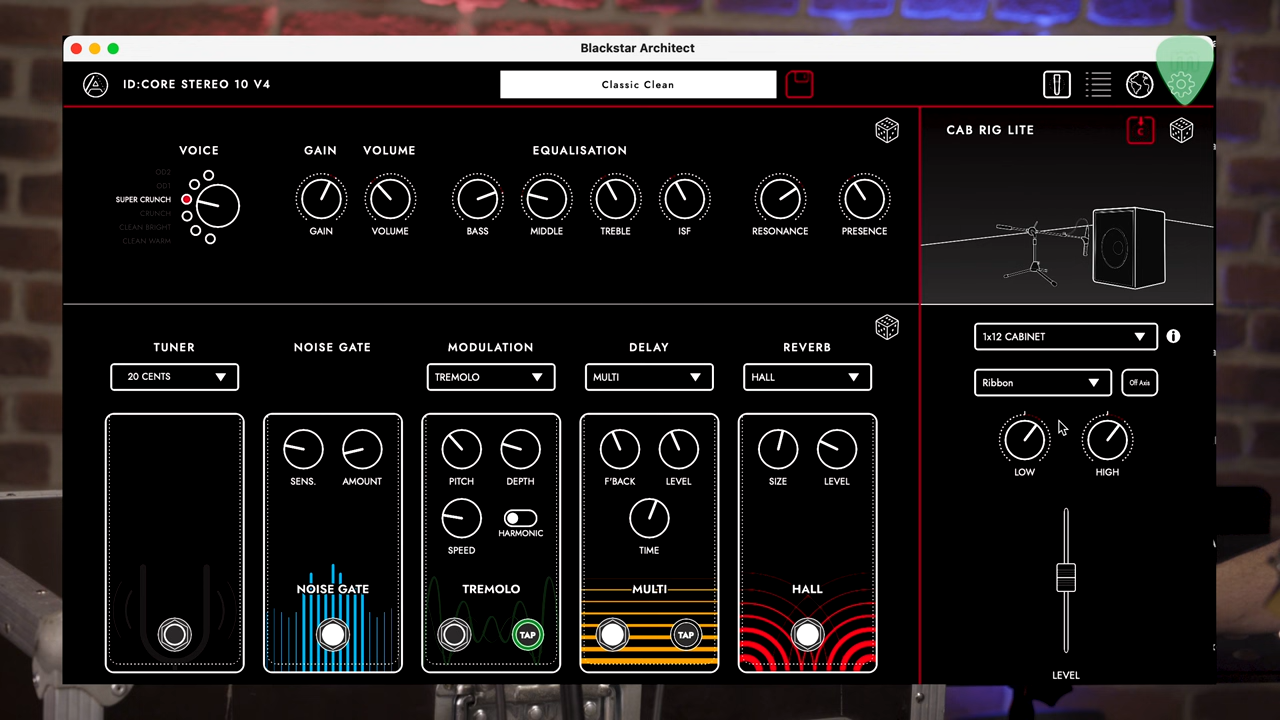 Blackstar Architect
ID:CORE STEREO 10 V4
Classic Clean
CAB RIG LITE
VOICE
GAIN
VOLUME
EQUALISATION
OD2
OD1
SUPER CRUNCH
CRUNCH
CLEAN BRIGHT
CLEAN WARM
GAIN
VOLUME
BASS
MIDDLE
TREBLE
ISF
RESONANCE
PRESENCE
1x12 CABINET
TUNER
NOISE GATE
MODULATION
DELAY
REVERB
20 CENTS
TREMOLO
MULTI
HALL
Ribbon
Off Axis
LOW
HIGH
SENS.
AMOUNT
PITCH
DEPTH
F'BACK
LEVEL
SIZE
LEVEL
SPEED
HARMONIC
TIME
NOISE GATE
TREMOLO
MULTI
HALL
TAP
TAP
LEVEL